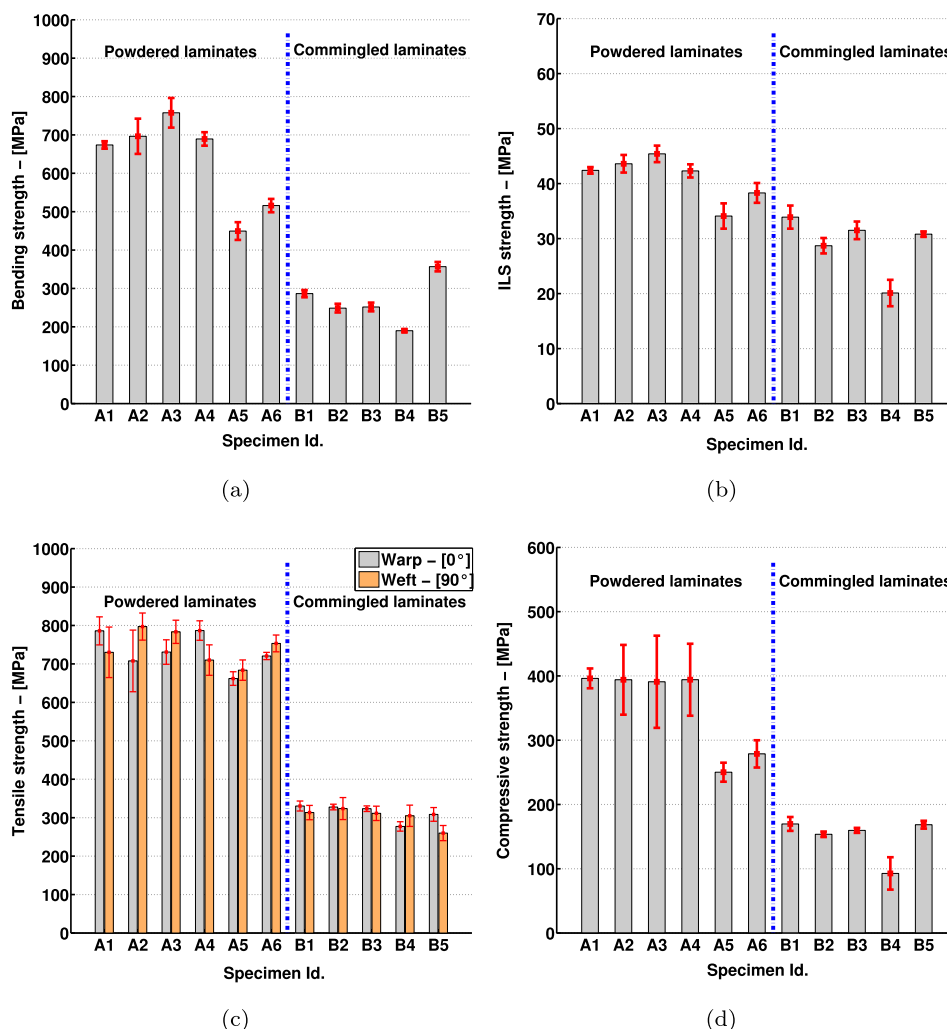 1000
900
800
700
600
500
400
300
200
100
0
Bending strength – [MPa]
Powdered laminates
Commingled laminates
A1 A2 A3 A4 A5 A6 B1 B2 B3 B4 B5
Specimen Id.
(a)
70
60
50
40
30
20
10
0
ILS strength – [MPa]
Powdered laminates
Commingled laminates
A1 A2 A3 A4 A5 A6 B1 B2 B3 B4 B5
Specimen Id.
(b)
1000
900
800
700
600
500
400
300
200
100
0
Tensile strength – [MPa]
Warp – [0°]
Weft – [90°]
Powdered laminates
Commingled laminates
A1 A2 A3 A4 A5 A6 B1 B2 B3 B4 B5
Specimen Id.
(c)
600
500
400
300
200
100
0
Compressive strength – [MPa]
Powdered laminates
Commingled laminates
A1 A2 A3 A4 A5 A6 B1 B2 B3 B4 B5
Specimen Id.
(d)